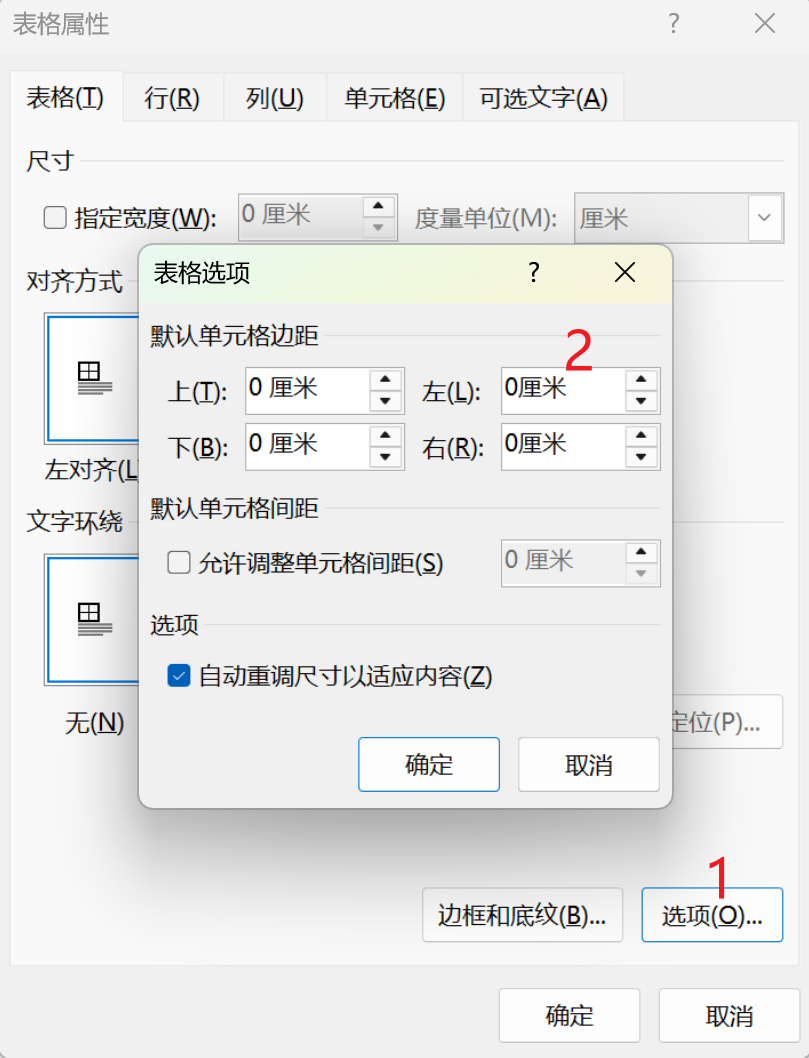 表格属性 ?
表格(T) 行(R) 列(U) 单元格(E) 可选文字(A)
尺寸
指定宽度(W): 0 厘米 度量单位(M): 厘米
对齐方式
左对齐(L
文字环绕
无(N)
定位(P)...
表格选项 ?
默认单元格边距
2
上(T): 0 厘米 左(L): 0厘米
下(B): 0 厘米 右(R): 0厘米
默认单元格间距
允许调整单元格间距(S) 0 厘米
选项
自动重调尺寸以适应内容(Z)
确定 取消
1
边框和底纹(B)... 选项(O)...
确定 取消